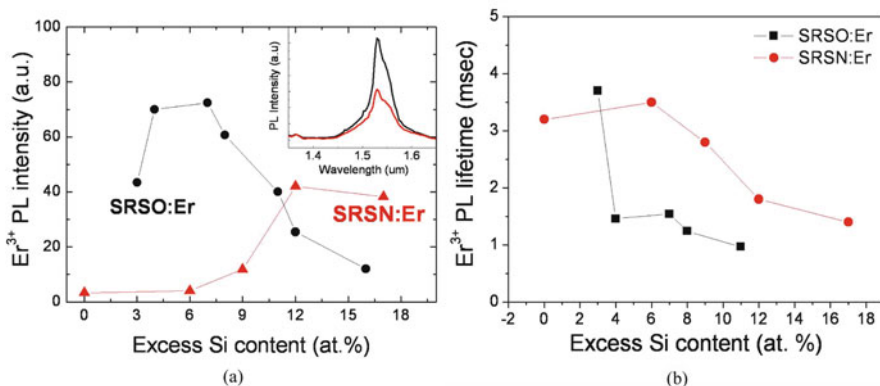 100
80
60
40
20
0
Er³⁺ PL intensity (a.u.)
SRSO:Er
SRSN:Er
PL Intensity (a.u)
1.4 1.5 1.6
Wavelength (um)
0 3 6 9 12 15 18
Excess Si content (at.%)
(a)
5
4
3
2
1
0
Er³⁺ PL lifetime (msec)
SRSO:Er
SRSN:Er
-2 0 2 4 6 8 10 12 14 16 18
Excess Si content (at. %)
(b)